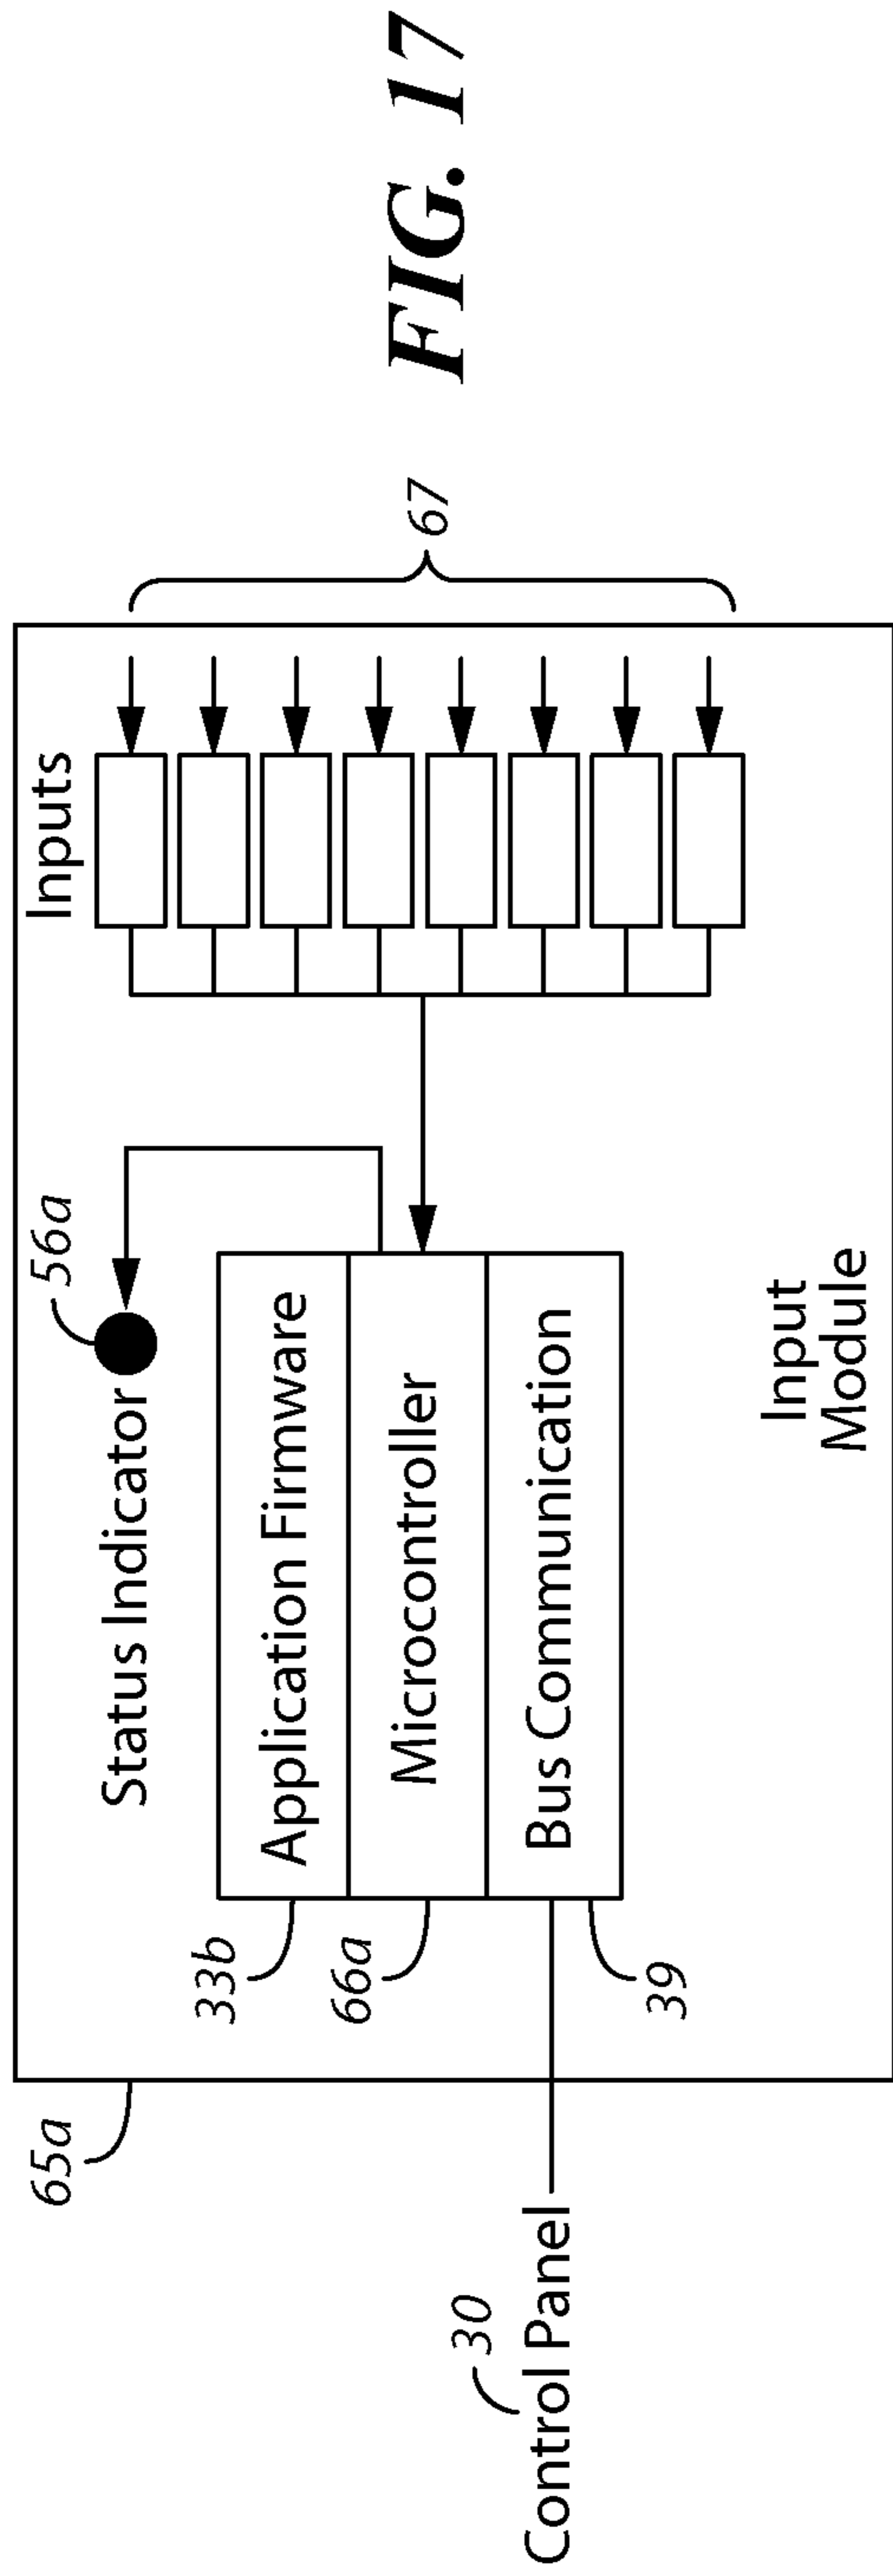 65a
Status Indicator
56a
Inputs
33b
Application Firmware
66a
Microcontroller
67
Bus Communication
39
30
Control Panel
Input
Module
FIG. 17